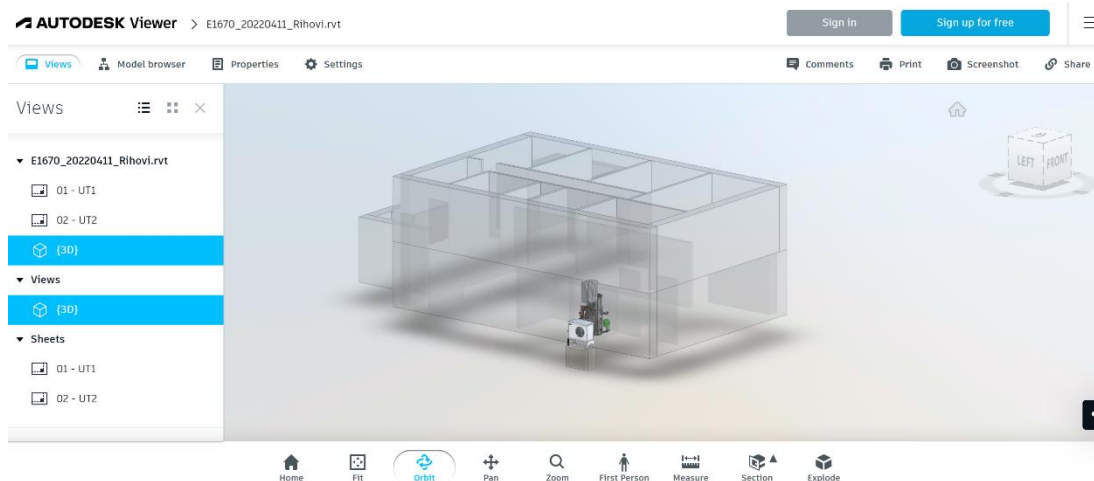 AUTODESK Viewer > E1670_20220411_Rihovi.rvt
Sign in
Sign up for free
Views
Model browser
Properties
Settings
Comments
Print
Screenshot
Share
Views
E1670_20220411_Rihovi.rvt
01 - UT1
02 - UT2
{3D}
Views
{3D}
Sheets
01 - UT1
02 - UT2
LEFT
FRONT
Home
Fit
Orbit
Pan
Zoom
First Person
Measure
Section
Explode